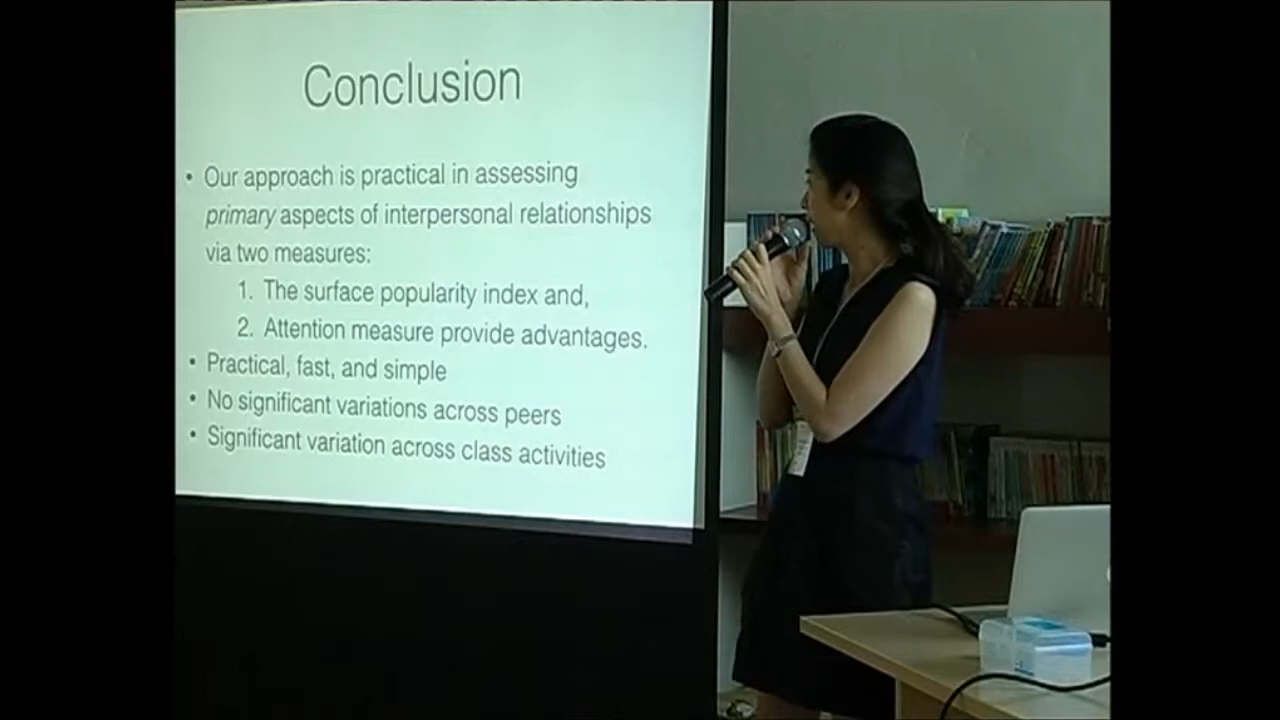 Conclusion
• Our approach is practical in assessing
primary aspects of interpersonal relationships
via two measures:
1. The surface popularity index and,
2. Attention measure provide advantages.
• Practical, fast, and simple
• No significant variations across peers
• Significant variation across class activities